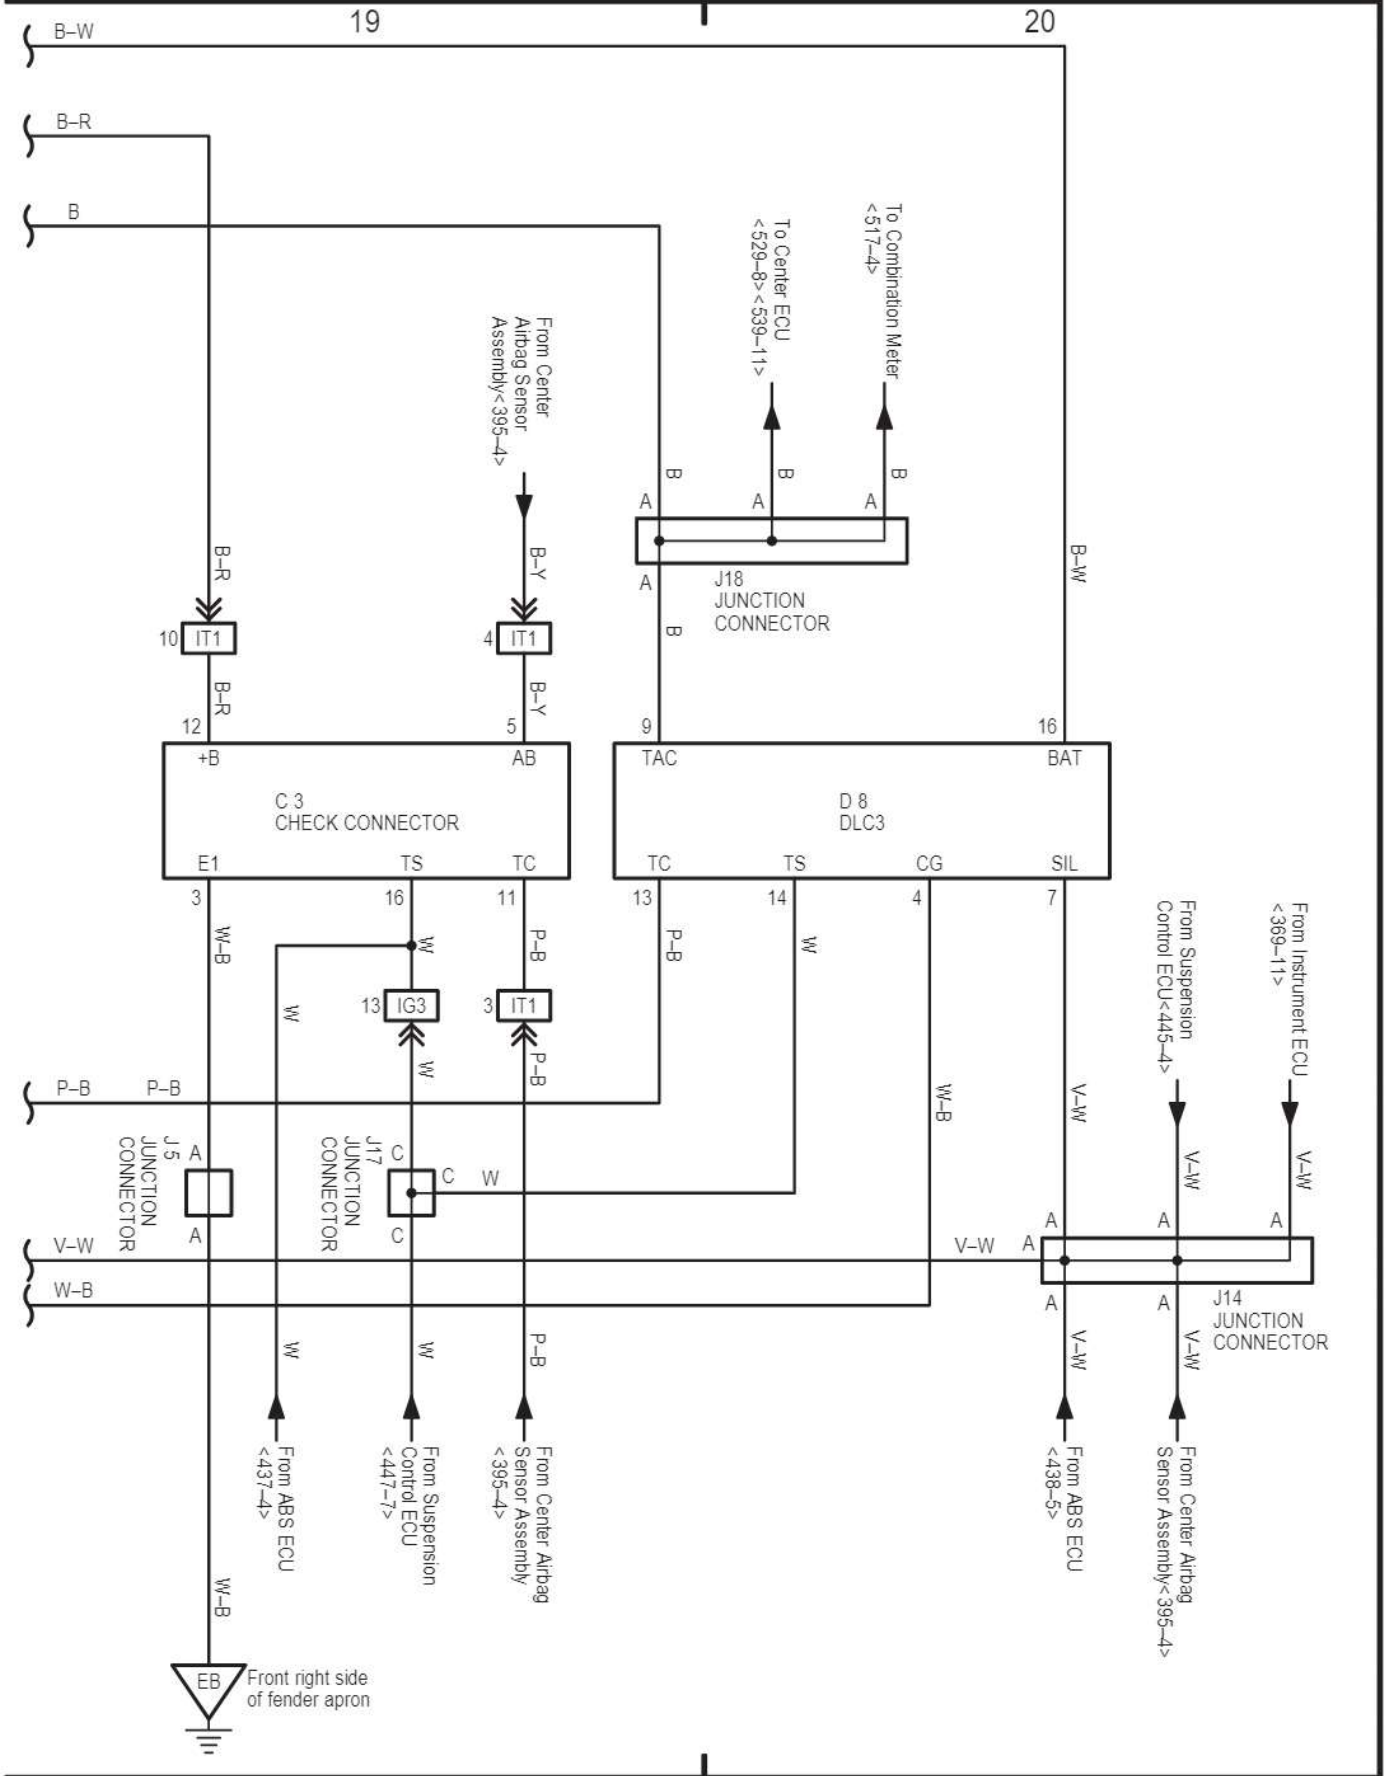 19
20
B–W
B–R
B
To Combination Meter
<517–4>
To Center ECU
<529–8><539–11>
From Center
Airbag Sensor
Assembly<395–4>
B
B
B
A
A
A
B–R
B–Y
B–W
A
J18
JUNCTION
CONNECTOR
B
10
IT1
4
IT1
B–R
B–Y
12
5
9
16
+B
AB
TAC
BAT
C 3
CHECK CONNECTOR
D 8
DLC3
E1
TS
TC
TC
TS
CG
SIL
3
16
11
13
14
4
7
W–B
W
P–B
P–B
W
From Suspension
Control ECU<445–4>
From Instrument ECU
<369–11>
13
IG3
3
IT1
W
W
P–B
P–B
P–B
W–B
V–W
J 5
JUNCTION
CONNECTOR
A
A
J17
JUNCTION
CONNECTOR
C
C
W
C
V–W
V–W
A
A
A
V–W
V–W
A
W–B
A
A
J14
JUNCTION
CONNECTOR
W
W
P–B
V–W
V–W
From ABS ECU
<437–4>
From Suspension
Control ECU
<447–7>
From Center Airbag
Sensor Assembly
<395–4>
From ABS ECU
<438–5>
From Center Airbag
Sensor Assembly<395–4>
W–B
EB
Front right side
of fender apron